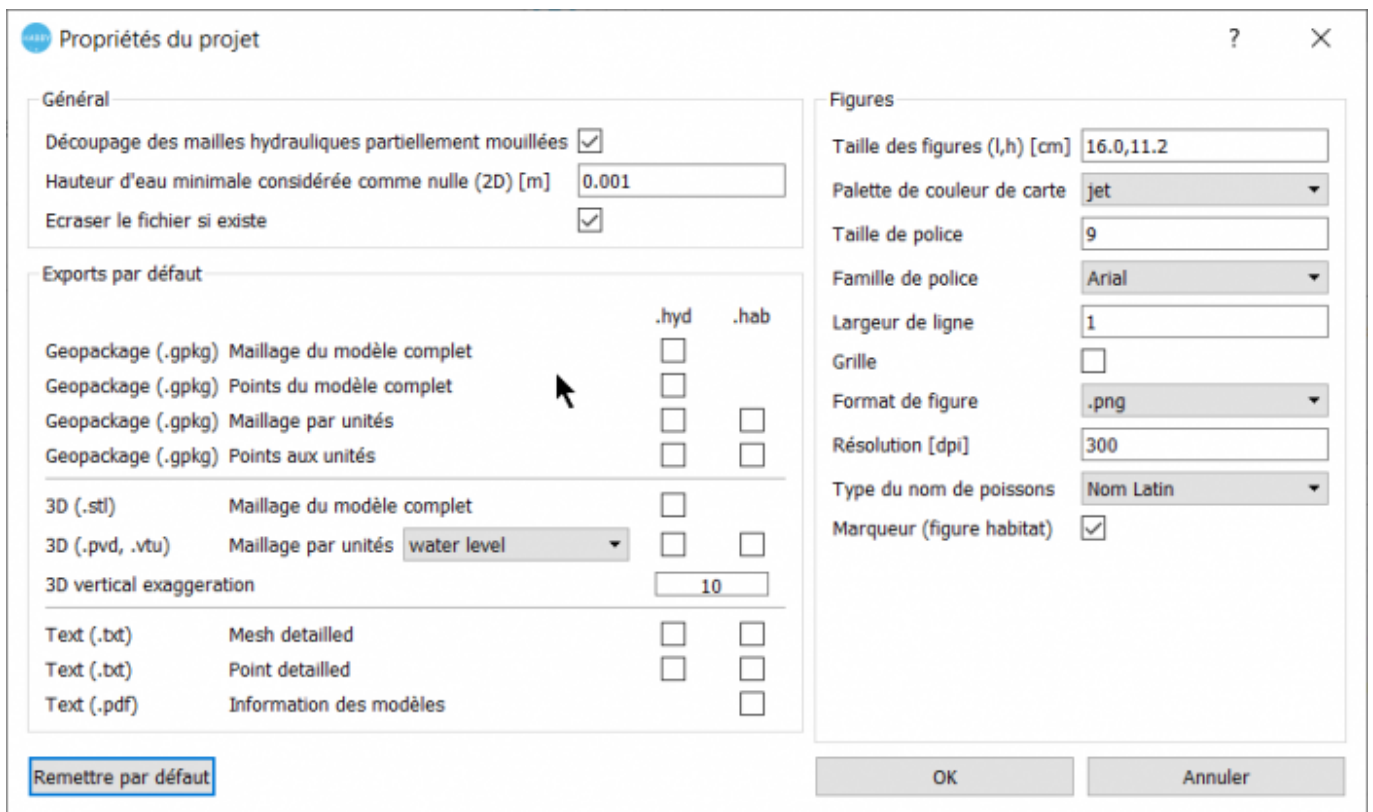 HABBY
Propriétés du projet ?
Général
Découpage des mailles hydrauliques partiellement mouillées
Hauteur d'eau minimale considérée comme nulle (2D) [m] 0.001
Ecraser le fichier si existe
Exports par défaut
.hyd .hab
Geopackage (.gpkg) Maillage du modèle complet
Geopackage (.gpkg) Points du modèle complet
Geopackage (.gpkg) Maillage par unités
Geopackage (.gpkg) Points aux unités
3D (.stl) Maillage du modèle complet
3D (.pvd, .vtu) Maillage par unités water level
3D vertical exaggeration 10
Text (.txt) Mesh detailled
Text (.txt) Point detailled
Text (.pdf) Information des modèles
Figures
Taille des figures (l,h) [cm] 16.0,11.2
Palette de couleur de carte jet
Taille de police 9
Famille de police Arial
Largeur de ligne 1
Grille
Format de figure .png
Résolution [dpi] 300
Type du nom de poissons Nom Latin
Marqueur (figure habitat)
Remettre par défaut OK Annuler